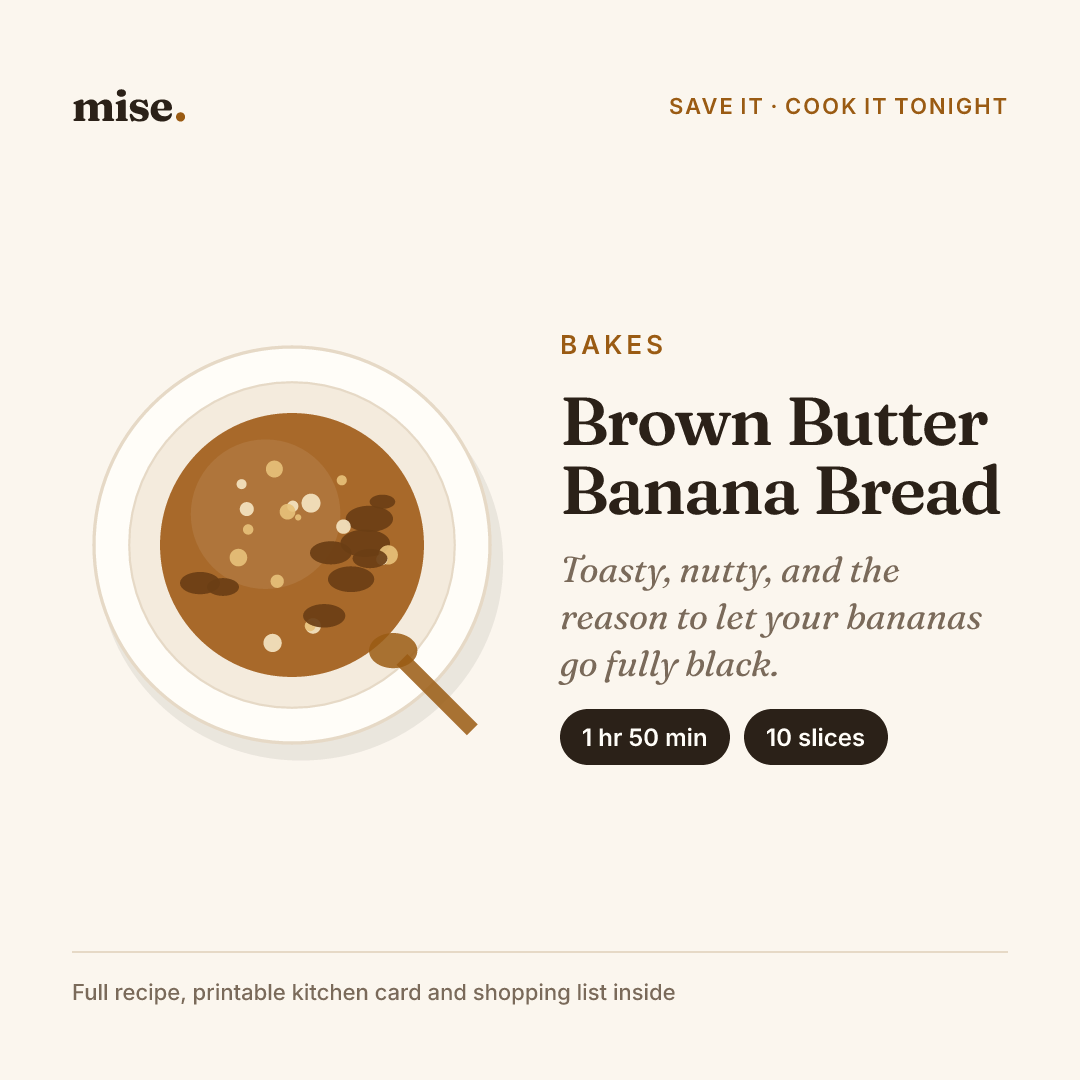 mise.
SAVE IT · COOK IT TONIGHT
BAKES
Brown Butter
Banana Bread
Toasty, nutty, and the
reason to let your bananas
go fully black.
1 hr 50 min
10 slices
Full recipe, printable kitchen card and shopping list inside